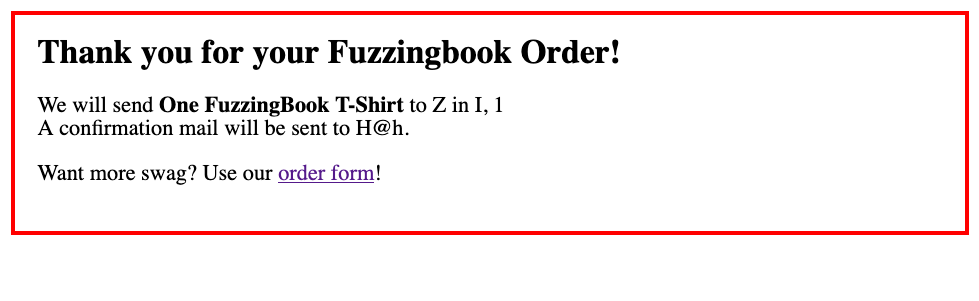 Thank you for your Fuzzingbook Order!
We will send One FuzzingBook T-Shirt to Z in I, 1
A confirmation mail will be sent to H@h.
Want more swag? Use our order form!